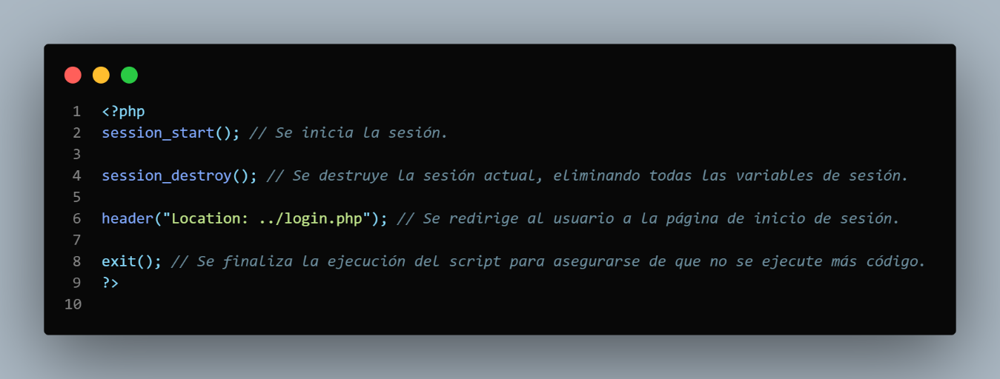 1 <?php
2 session_start(); // Se inicia la sesión.
3
4 session_destroy(); // Se destruye la sesión actual, eliminando todas las variables de sesión.
5
6 header("Location: ../login.php"); // Se redirige al usuario a la página de inicio de sesión.
7
8 exit(); // Se finaliza la ejecución del script para asegurarse de que no se ejecute más código.
9 ?>
10